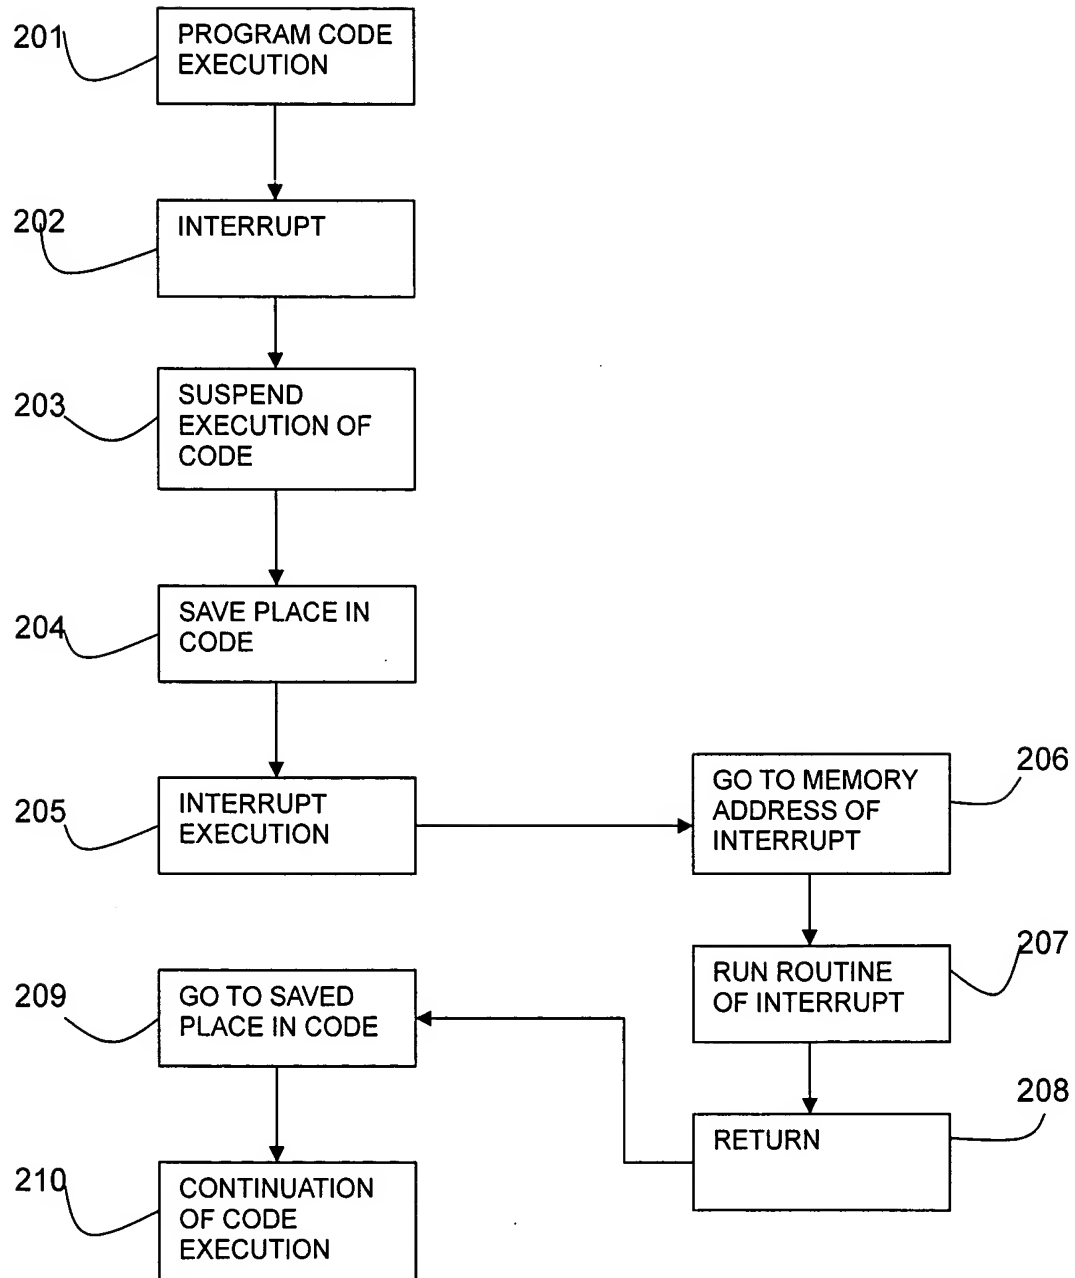 201
PROGRAM CODE
EXECUTION
202
INTERRUPT
203
SUSPEND
EXECUTION OF
CODE
204
SAVE PLACE IN
CODE
205
INTERRUPT
EXECUTION
206
GO TO MEMORY
ADDRESS OF
INTERRUPT
207
RUN ROUTINE
OF INTERRUPT
208
RETURN
209
GO TO SAVED
PLACE IN CODE
210
CONTINUATION
OF CODE
EXECUTION